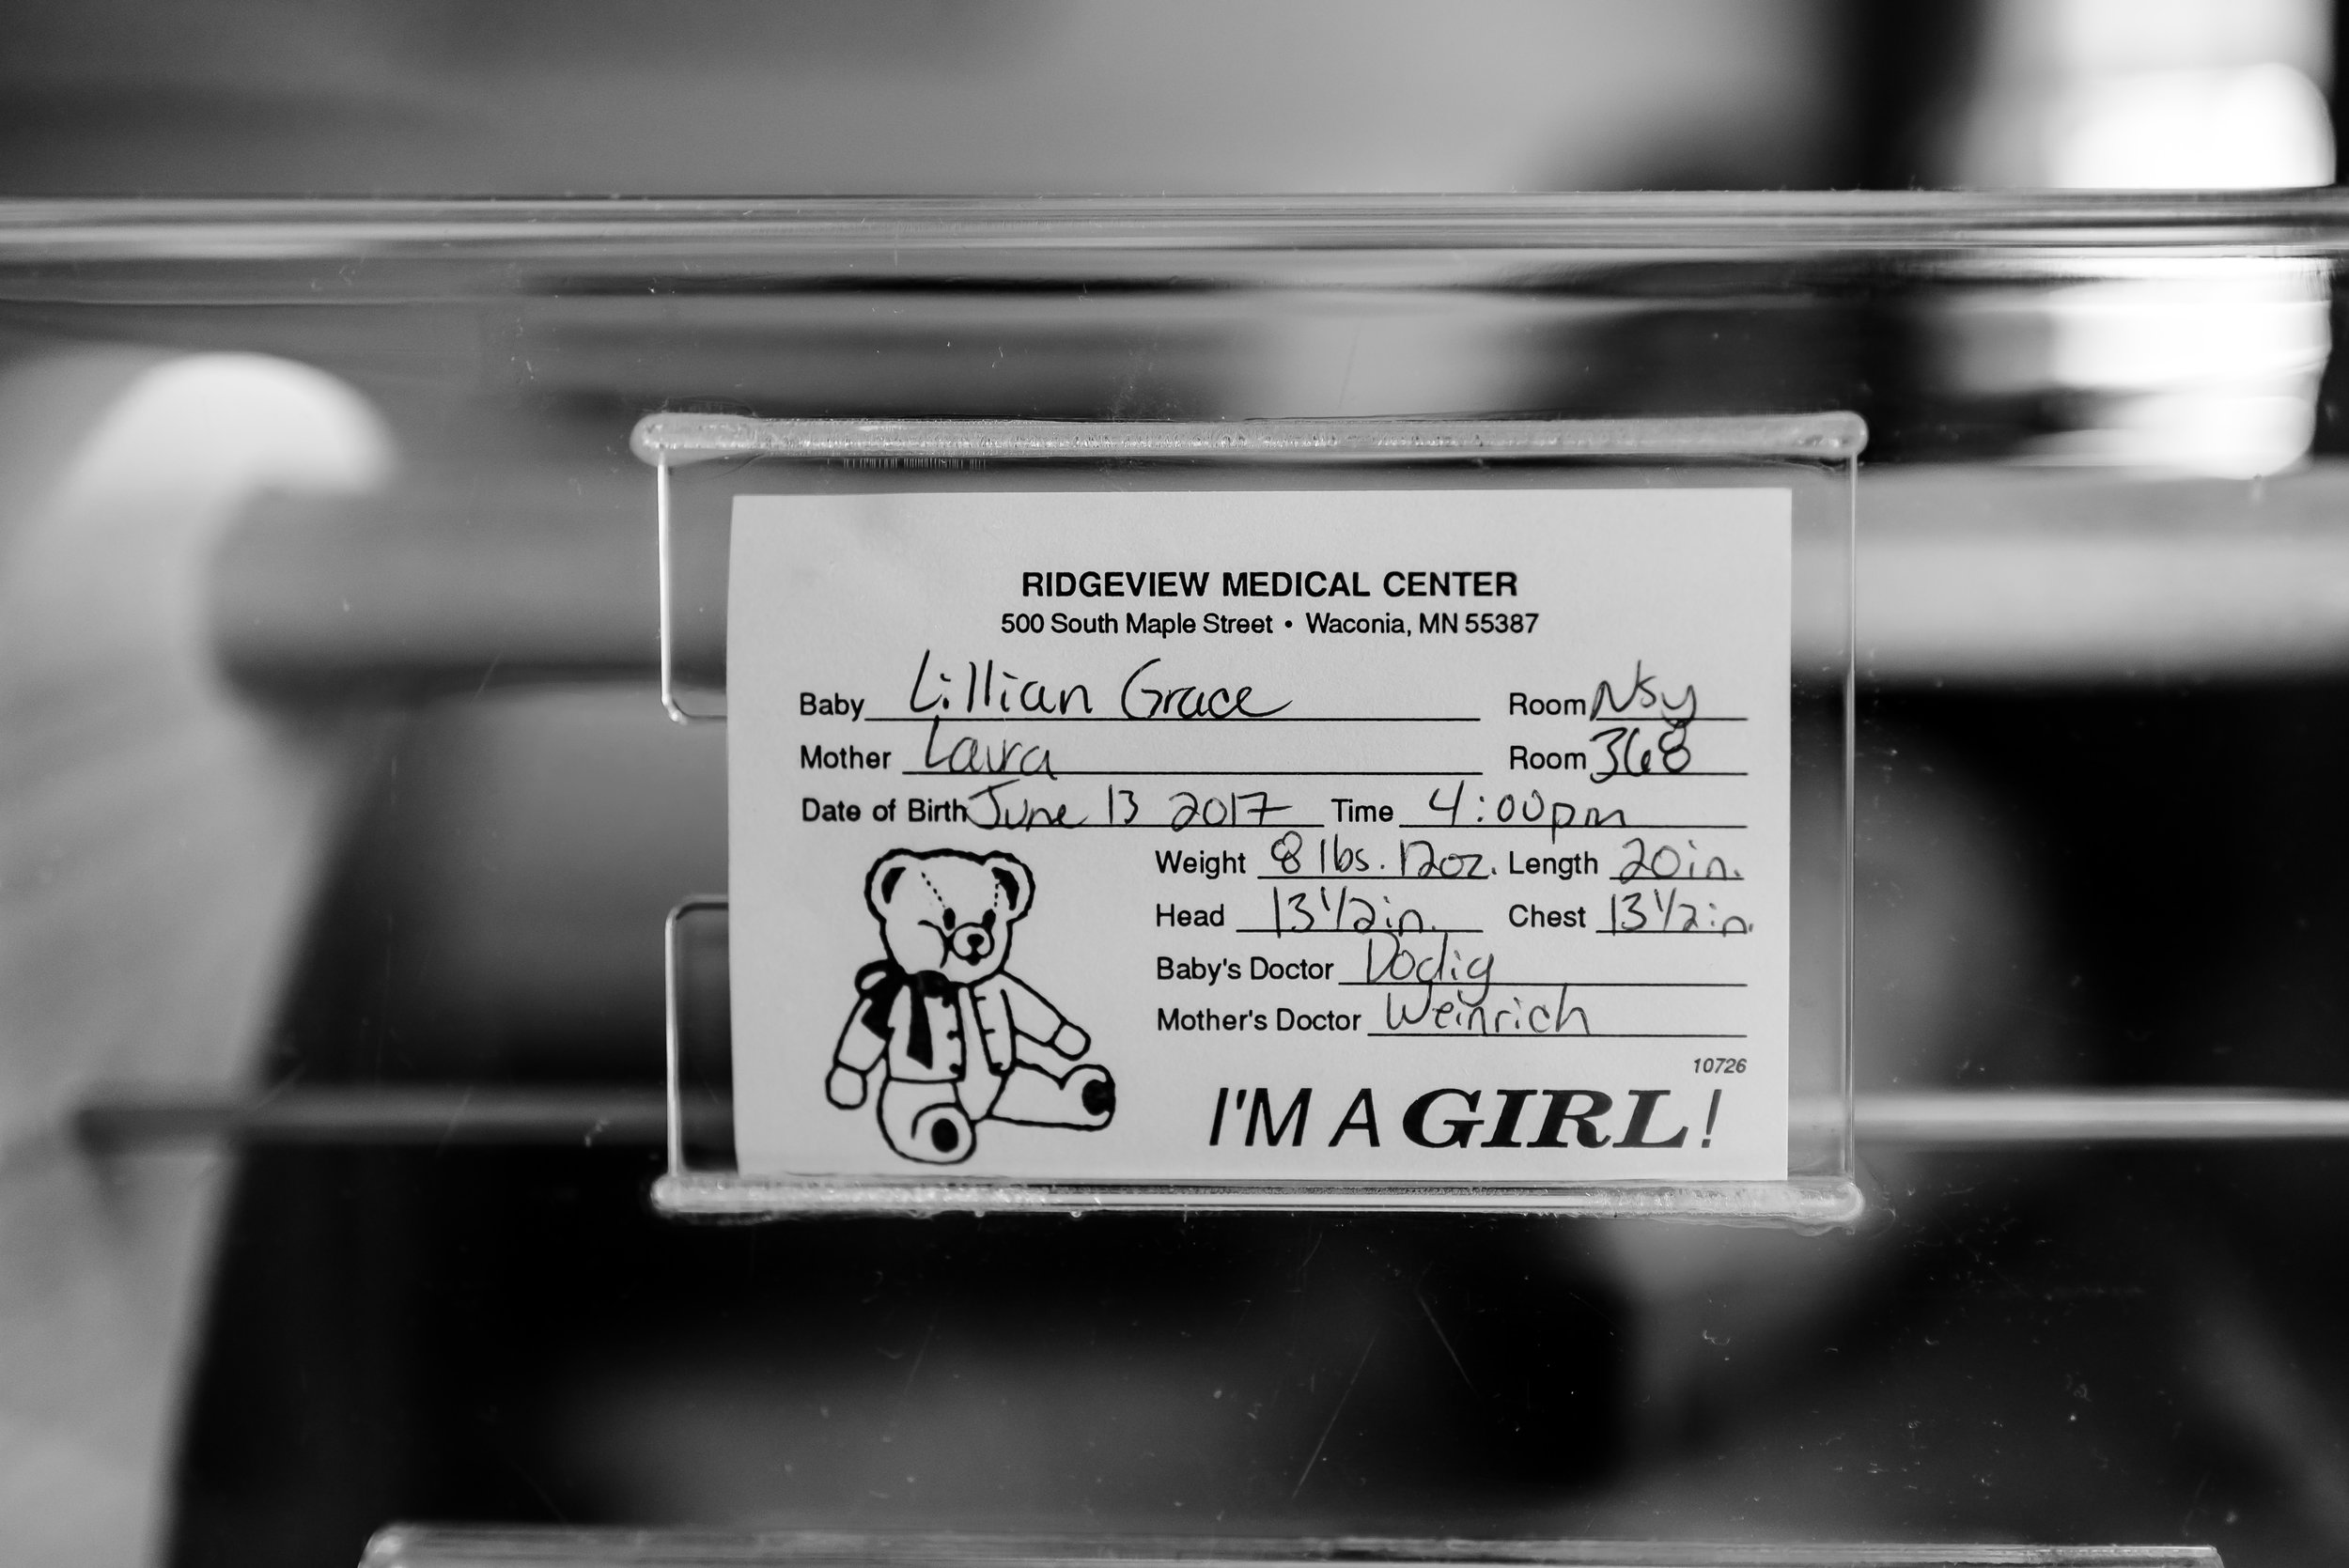 RIDGEVIEW MEDICAL CENTER
500 South Maple Street • Waconia, MN 55387
Baby Lillian Grace Room Nsy
Mother Laura Room 368
Date of Birth June 13 2017 Time 4:00pm
Weight 8 lbs. 12oz. Length 20in.
Head 13 1/2in. Chest 13 1/2in.
Baby's Doctor Dodig
Mother's Doctor Weinrich
10726
I'M A GIRL!